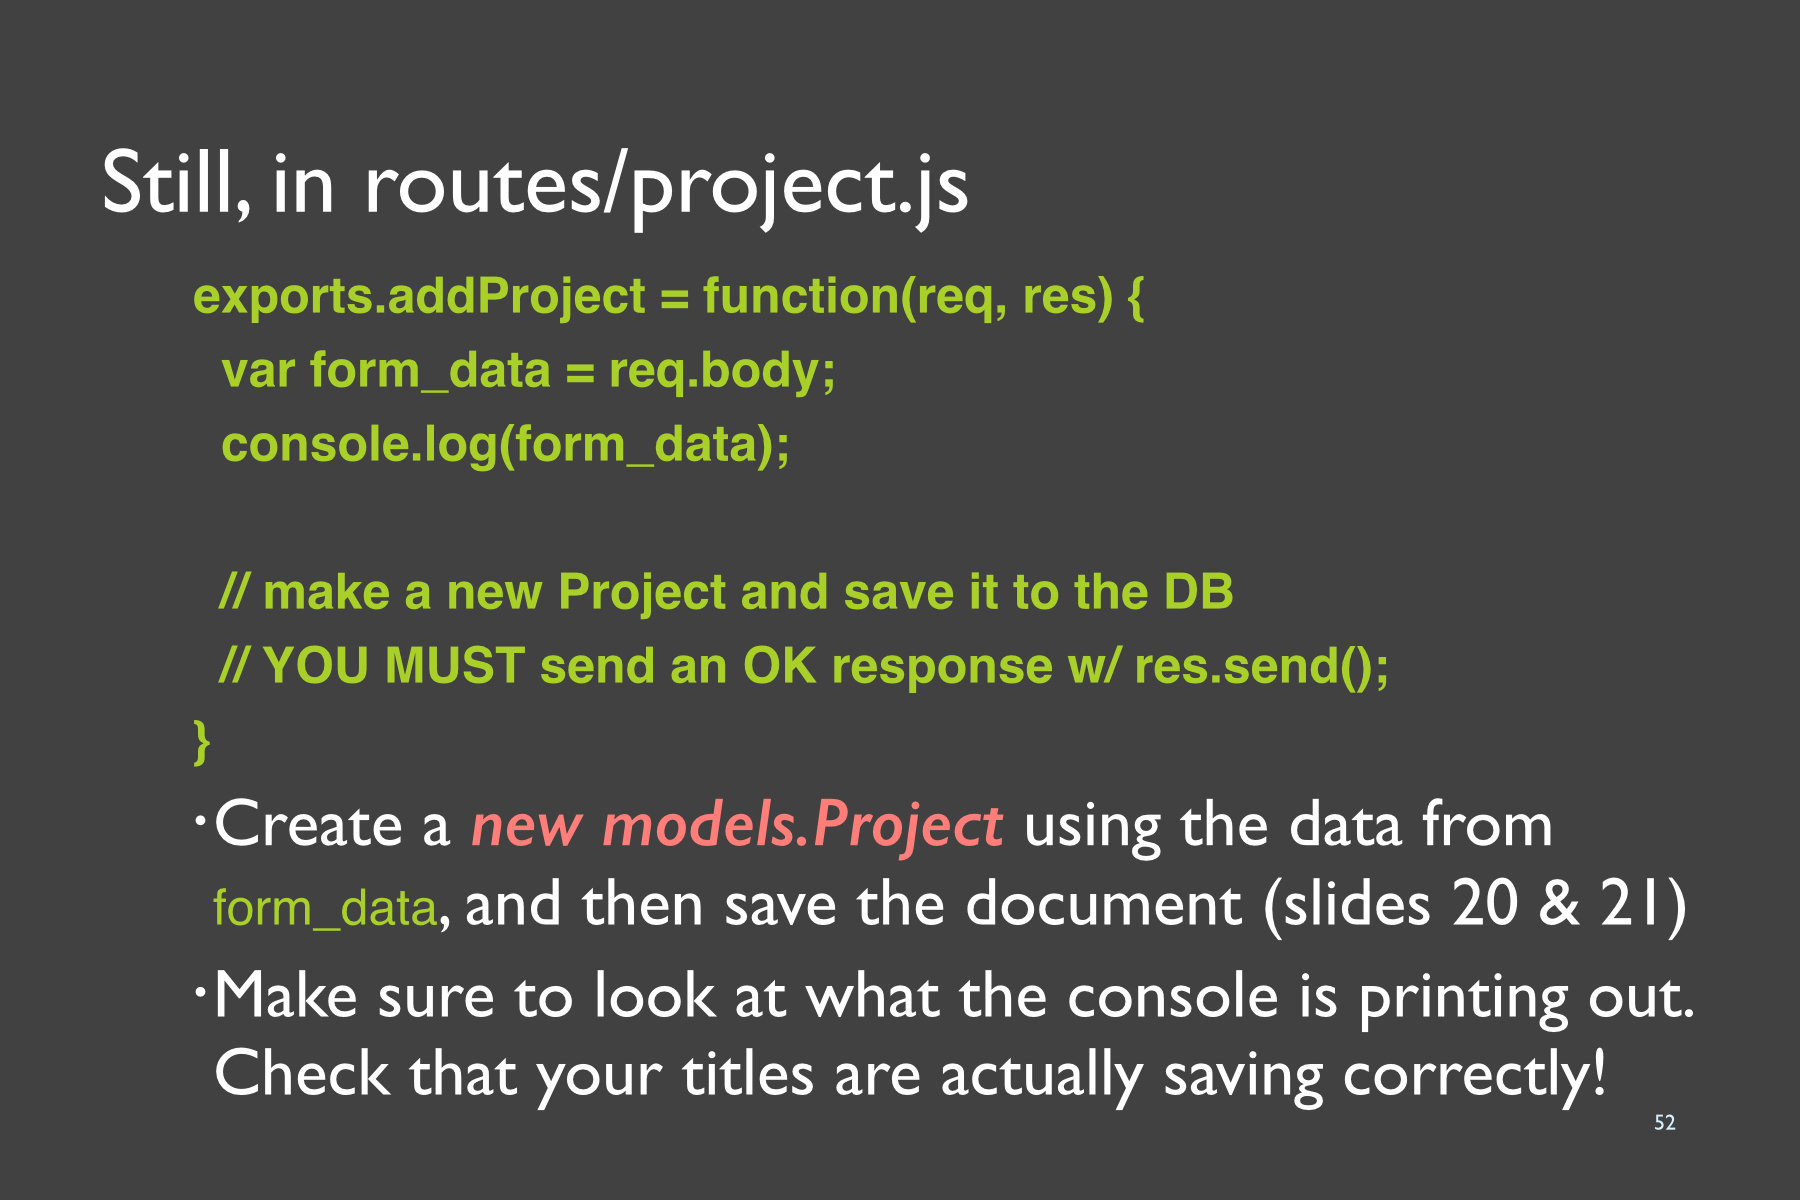 Still, in routes/project.js
exports.addProject = function(req, res) {
var form_data = req.body;
console.log(form_data);
// make a new Project and save it to the DB
// YOU MUST send an OK response w/ res.send();
}
·Create a new models.Project using the data from
form_data, and then save the document (slides 20 & 21)
·Make sure to look at what the console is printing out.
Check that your titles are actually saving correctly!
52